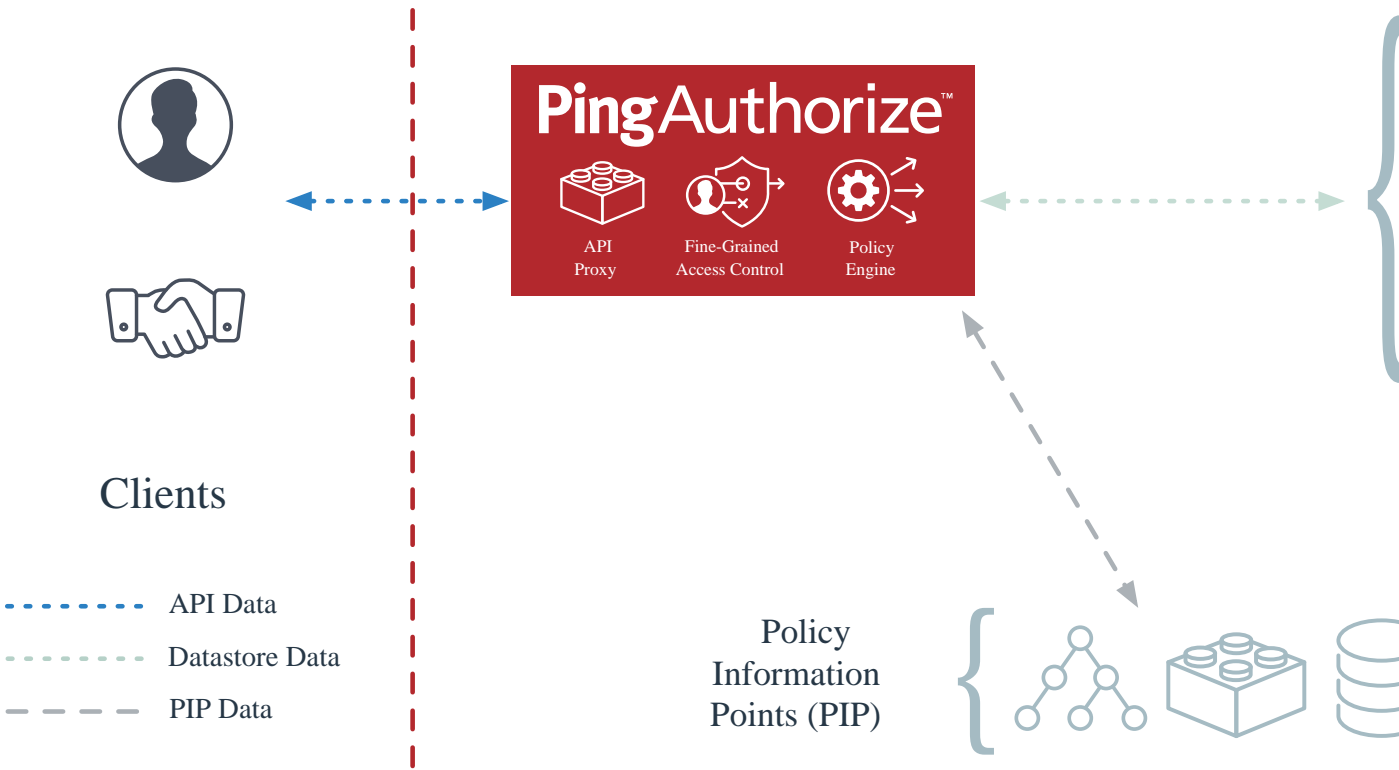 PingAuthorize™
API
Proxy
Fine-Grained
Access Control
Policy
Engine
Clients
API Data
Datastore Data
PIP Data
Policy
Information
Points (PIP)